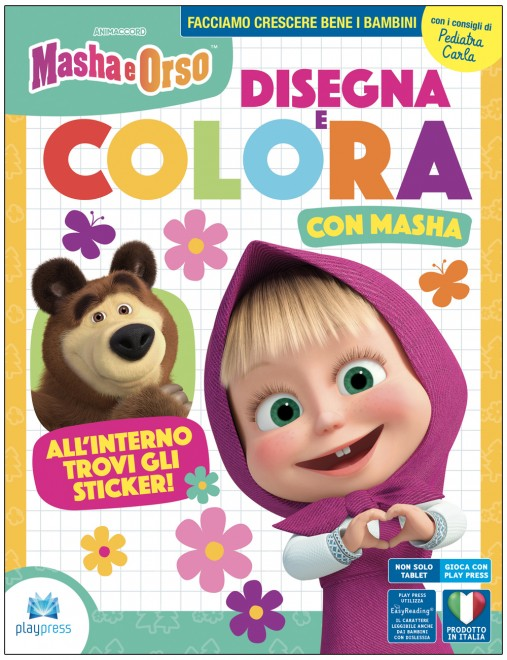 FACCIAMO CRESCERE BENE I BAMBINI
con i consigli di
Pediatra
Carla
ANIMACCORD
Masha e Orso™
DISEGNA
E
COLORA
CON MASHA
ALL'INTERNO
TROVI GLI
STICKER!
NON SOLO
TABLET
GIOCA CON
PLAY PRESS
PLAY PRESS
UTILIZZA
EasyReading®
IL CARATTERE
LEGGIBILE ANCHE
DAI BAMBINI
CON DISLESSIA
PRODOTTO
IN ITALIA
playpress